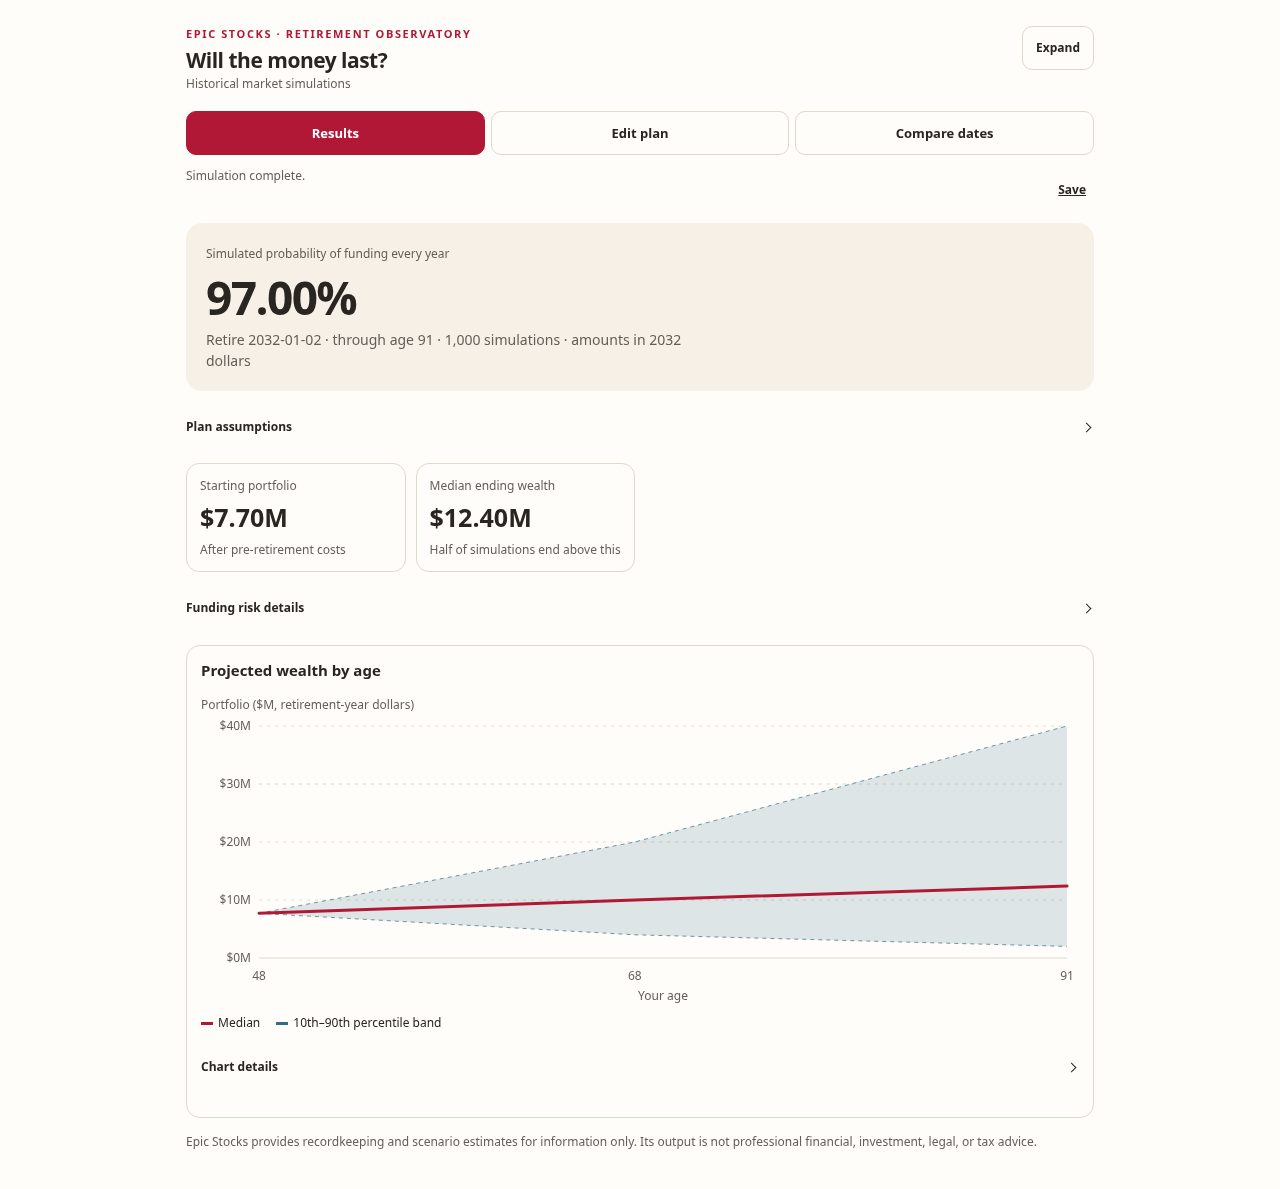 EPIC STOCKS · RETIREMENT OBSERVATORY
Will the money last?
Historical market simulations
Expand
Results
Edit plan
Compare dates
Simulation complete.
Save
Simulated probability of funding every year
97.00%
Retire 2032-01-02 · through age 91 · 1,000 simulations · amounts in 2032
dollars
Plan assumptions
Starting portfolio
$7.70M
After pre-retirement costs
Median ending wealth
$12.40M
Half of simulations end above this
Funding risk details
Projected wealth by age
Portfolio ($M, retirement-year dollars)
$40M
$30M
$20M
$10M
$0M
48
68
91
Your age
Median
10th–90th percentile band
Chart details
Epic Stocks provides recordkeeping and scenario estimates for information only. Its output is not professional financial, investment, legal, or tax advice.